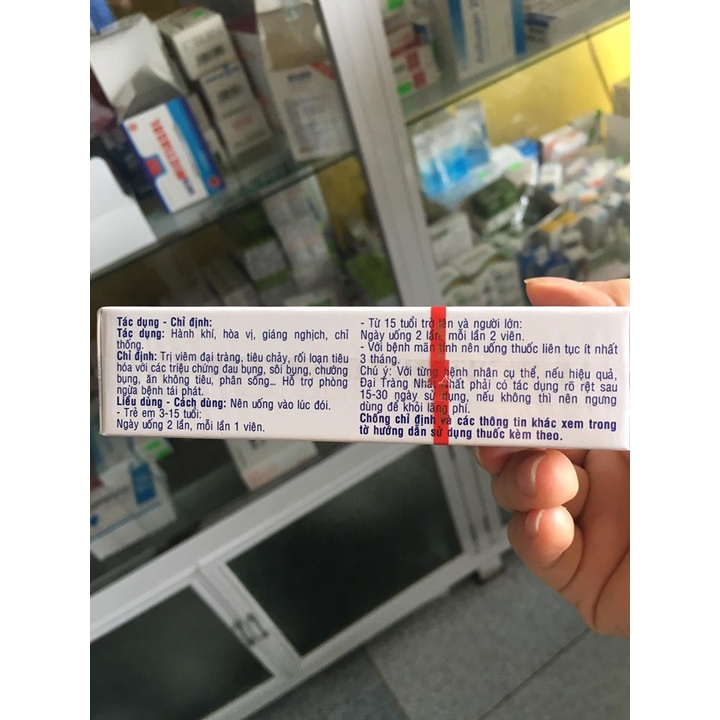 Tác dụng - Chỉ định:
Tác dụng: Hành khí, hòa vị, giáng nghịch, chỉ
thống.
Chỉ định: Trị viêm đại tràng, tiêu chảy, rối loạn tiêu
hóa với các triệu chứng đau bụng, sôi bụng, chướng
bụng, ăn không tiêu, phân sống... Hỗ trợ phòng
ngừa bệnh tái phát.
Liều dùng - Cách dùng: Nên uống vào lúc đói.
- Trẻ em 3-15 tuổi:
Ngày uống 2 lần, mỗi lần 1 viên.
- Từ 15 tuổi trở lên và người lớn:
Ngày uống 2 lần, mỗi lần 2 viên.
- Với bệnh mãn tính nên uống thuốc liên tục ít nhất
3 tháng.
Chú ý: Với từng bệnh nhân cụ thể, nếu hiệu quả,
Đại Tràng Nhất Nhất phải có tác dụng rõ rệt sau
15-30 ngày sử dụng, nếu không thì nên ngưng
dùng để khỏi lãng phí.
Chống chỉ định và các thông tin khác xem trong
tờ hướng dẫn sử dụng thuốc kèm theo.